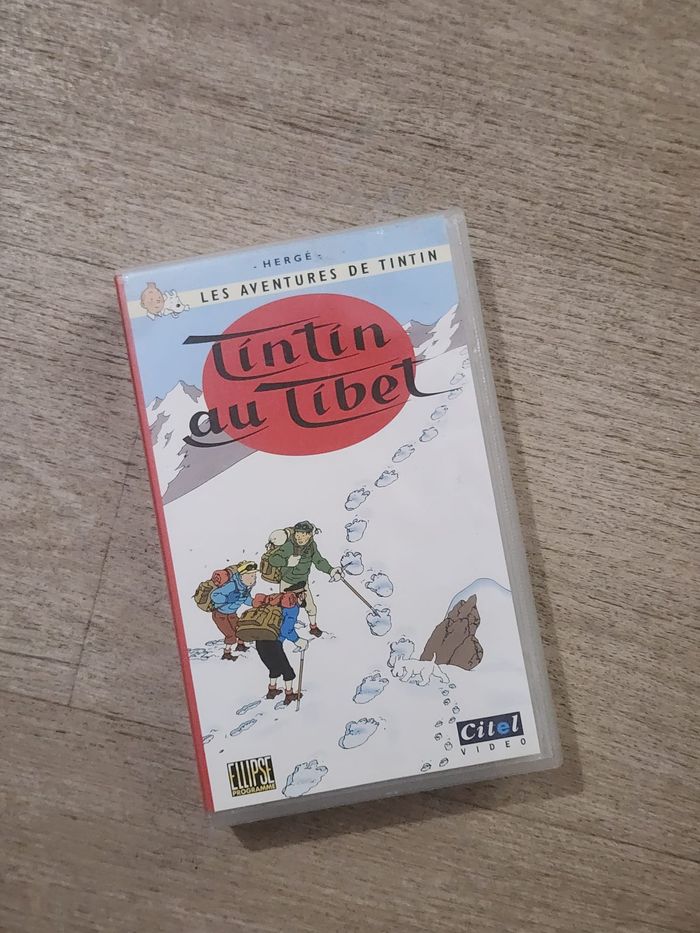 - HERGÉ -
LES AVENTURES DE TINTIN
Tintin
au Tibet
Citel
VIDEO
ELLIPSE
PROGRAMME